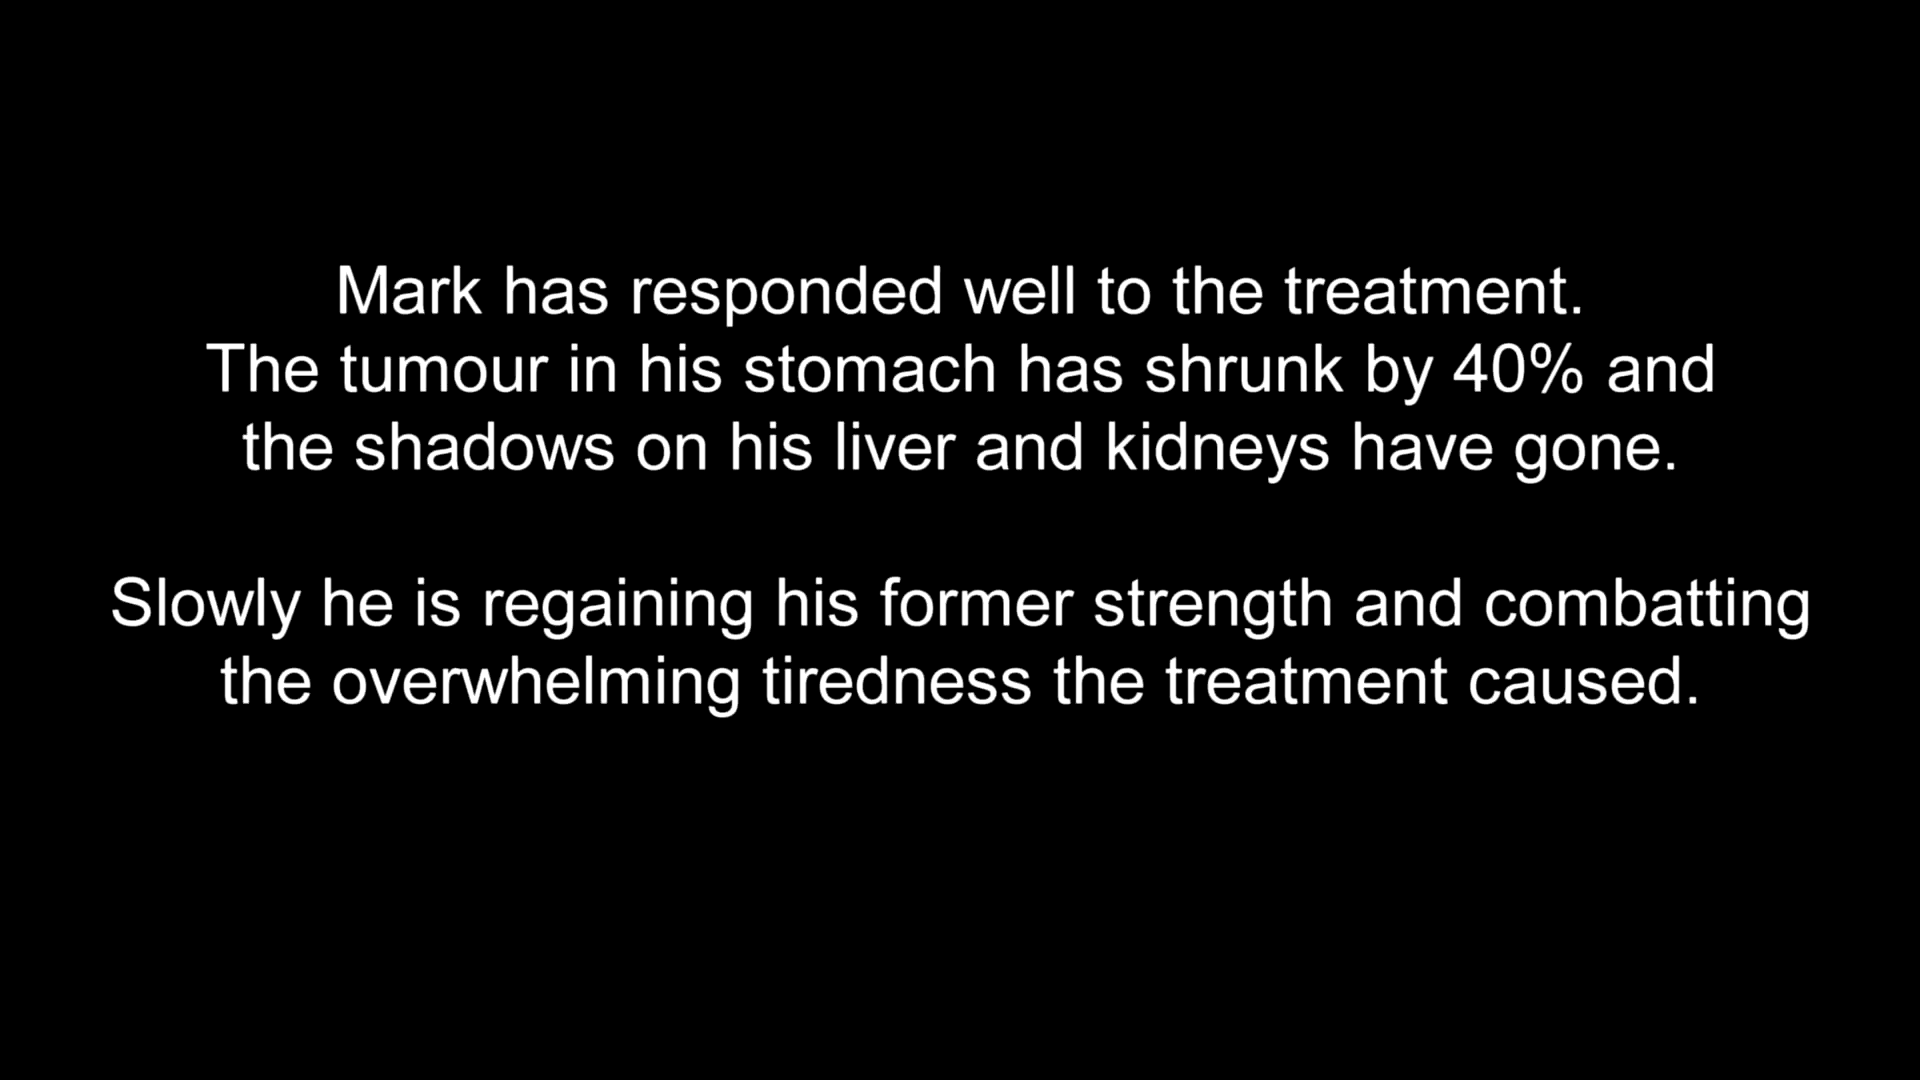 Mark has responded well to the treatment.
The tumour in his stomach has shrunk by 40% and
the shadows on his liver and kidneys have gone.
Slowly he is regaining his former strength and combatting
the overwhelming tiredness the treatment caused.